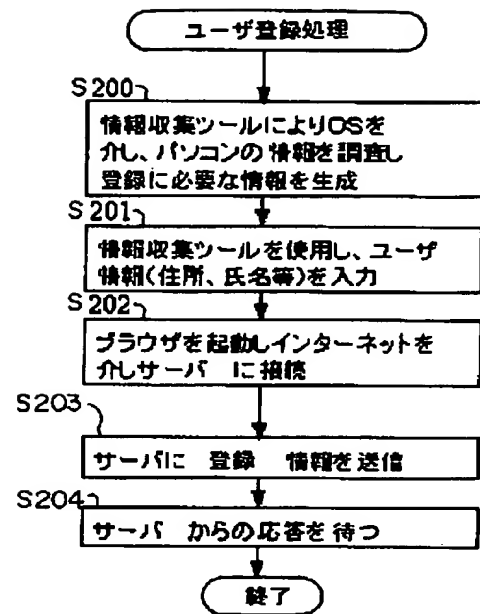 ユーザ登録処理
S200
情報収集ツールによりOSを
介し、パソコンの情報を調査し
登録に必要な情報を生成
S201
情報収集ツールを使用し、ユーザ
情報(住所、氏名等)を入力
S202
ブラウザを起動しインターネットを
介しサーバ に接続
S203
サーバに 登録 情報を送信
S204
サーバ からの応答を待つ
終了